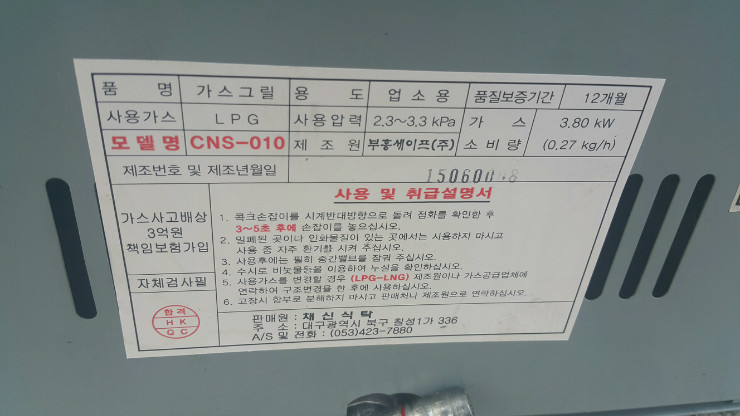 품 명 가스그릴 용 도 업 소 용 품질보증기간 12개월
사용가스 LPG 사용압력 2.3~3.3 kPa 가 스 3.80 kW
모델명 CNS-010 제 조 원 부흥세이프(주) 소 비 량 (0.27 kg/h)
제조번호 및 제조년월일
사용 및 취급설명서
가스사고배상
3억원
책임보험가입
자체검사필
합격
HK
QC
1. 콕크손잡이를 시계반대방향으로 돌려 점화를 확인한 후
3~5초 후에 손잡이를 놓으십시오.
2. 밀폐된 곳이나 인화물질이 있는 곳에서는 사용하지 마시고
사용 중 자주 환기를 시켜 주십시오.
3. 사용후에는 필히 중간밸브를 잠궈 주십시오.
4. 수시로 비눗물등을 이용하여 누설을 확인하십시오.
5. 사용가스를 변경할 경우 (LPG-LNG) 제조원이나 가스공급업체에
연락하여 구조변경을 한 후에 사용하십시오.
6. 고장시 함부로 분해하지 마시고 판매처나 제조원으로 연락하십시오.
판매원 : 채신식탁
주 소 : 대구광역시 북구 칠성1가 336
A/S 및 전화 : (053)423-7880